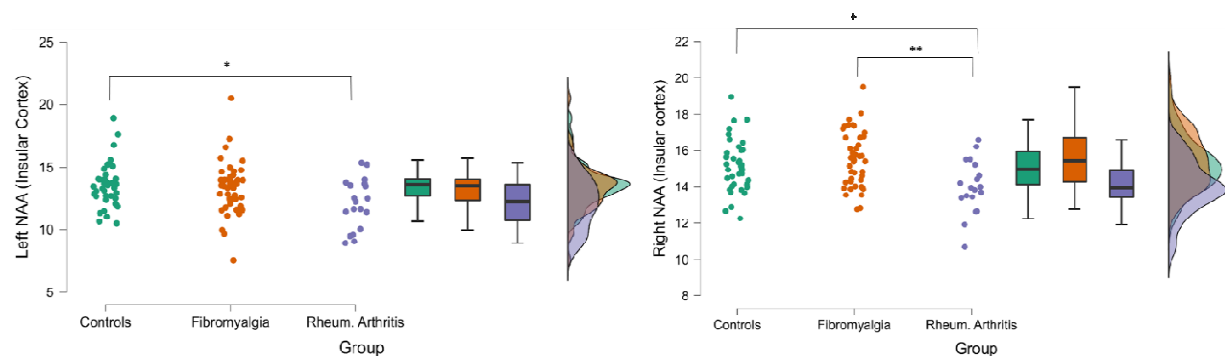 25
20
15
10
5
Left NAA (Insular Cortex)
*
Controls Fibromyalgia Rheum. Arthritis
Group
22
20
18
16
14
12
10
8
Right NAA (Insular cortex)
*
**
Controls Fibromyalgia Rheum. Arthritis
Group